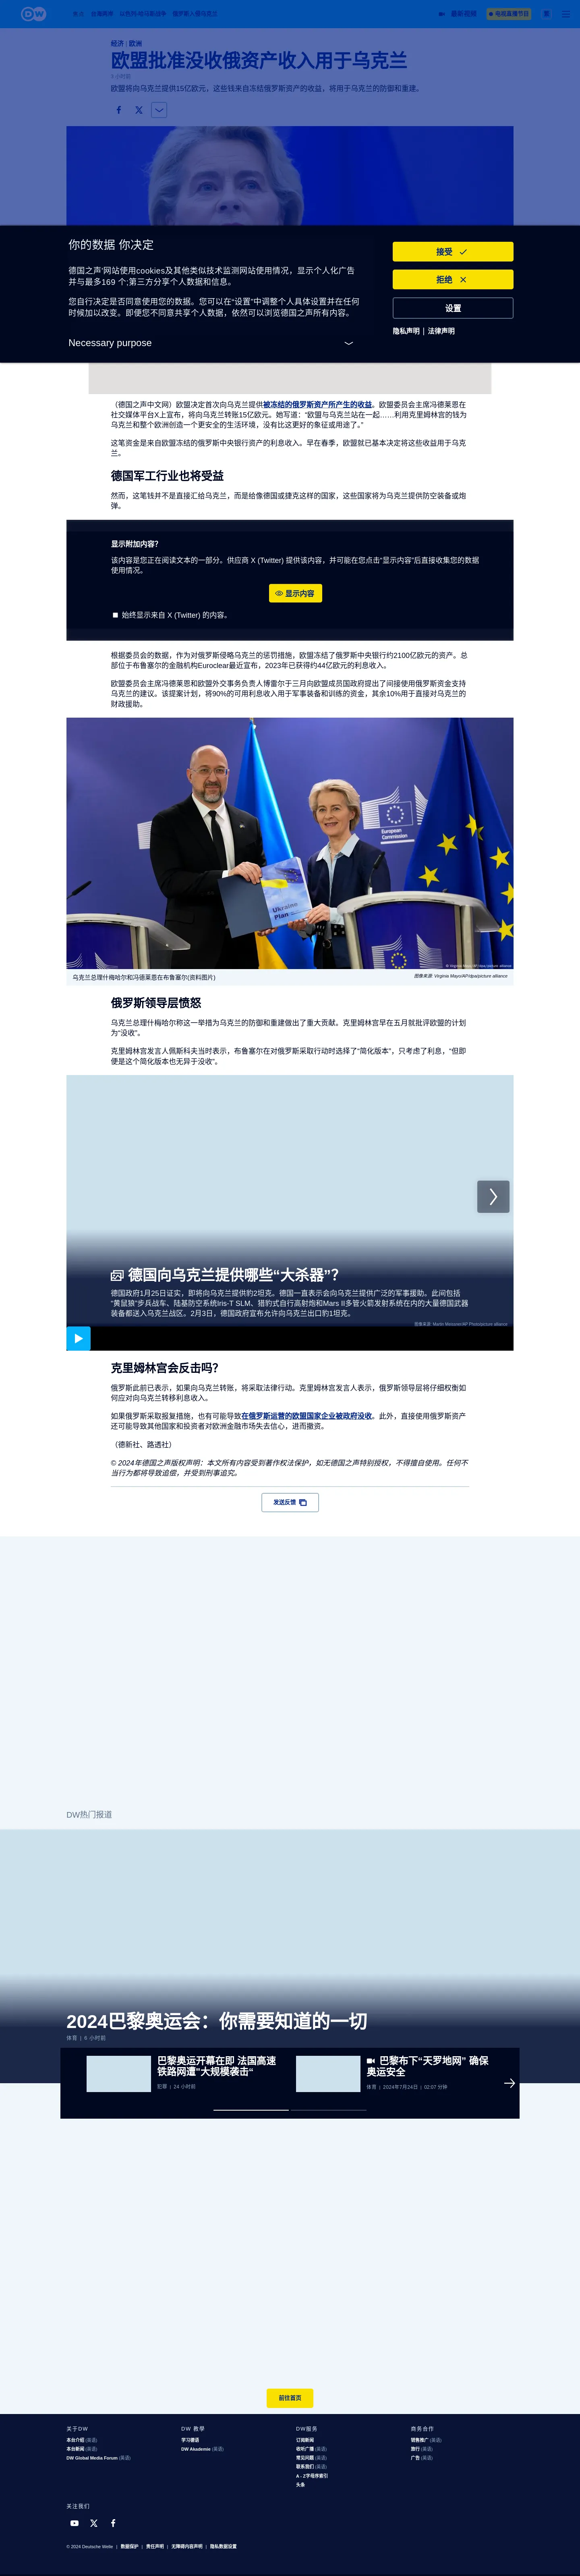 DW
最新视频
电视直播节目
经济 | 欧洲
欧盟批准没收俄资产收入用于乌克兰
欧盟将向乌克兰提供15亿欧元，这些钱来自冻结俄罗斯资产的收益，将用于乌克兰的防御和重建。
你的数据 你决定
德国之声‘网站使用cookies及其他类似技术监测网站使用情况，显示个人化广告
并与最多169 个;第三方分享个人数据和信息。
您自行决定是否同意使用您的数据。您可以在“设置”中调整个人具体设置并在任何
时候加以改变。即使您不同意共享个人数据，依然可以浏览德国之声所有内容。
Necessary purpose
接受
拒绝
设置
隐私声明 | 法律声明
（德国之声中文网）欧盟决定首次向乌克兰提供被冻结的俄罗斯资产所产生的收益。欧盟委员会主席冯德莱恩在
社交媒体平台X上宣布，将向乌克兰转账15亿欧元。她写道：“欧盟与乌克兰站在一起……利用克里姆林宫的钱为
乌克兰和整个欧洲创造一个更安全的生活环境，没有比这更好的象征或用途了。”
这笔资金是来自欧盟冻结的俄罗斯中央银行资产的利息收入。早在春季，欧盟就已基本决定将这些收益用于乌克
兰。
德国军工行业也将受益
然而，这笔钱并不是直接汇给乌克兰，而是给像德国或捷克这样的国家，这些国家将为乌克兰提供防空装备或炮
弹。
显示附加内容?
该内容是您正在阅读文本的一部分。供应商 X (Twitter) 提供该内容，并可能在您点击“显示内容”后直接收集您的数据
使用情况。
显示内容
始终显示来自 X (Twitter) 的内容。
根据委员会的数据，作为对俄罗斯侵略乌克兰的惩罚措施，欧盟冻结了俄罗斯中央银行约2100亿欧元的资产。总
部位于布鲁塞尔的金融机构Euroclear最近宣布，2023年已获得约44亿欧元的利息收入。
欧盟委员会主席冯德莱恩和欧盟外交事务负责人博雷尔于三月向欧盟成员国政府提出了间接使用俄罗斯资金支持
乌克兰的建议。该提案计划，将90%的可用利息收入用于军事装备和训练的资金，其余10%用于直接对乌克兰的
财政援助。
European
Commission
Ukraine
Plan
乌克兰总理什梅哈尔和冯德莱恩在布鲁塞尔(资料图片)
图像来源: Virginia Mayo/AP/dpa/picture alliance
俄罗斯领导层愤怒
乌克兰总理什梅哈尔称这一举措为乌克兰的防御和重建做出了重大贡献。克里姆林宫早在五月就批评欧盟的计划
为“没收”。
克里姆林宫发言人佩斯科夫当时表示，布鲁塞尔在对俄罗斯采取行动时选择了“简化版本”，只考虑了利息，“但即
便是这个简化版本也无异于没收”。
德国向乌克兰提供哪些“大杀器”？
德国政府1月25日证实，即将向乌克兰提供豹2坦克。德国一直表示会向乌克兰提供广泛的军事援助。此间包括
“黄鼠狼”步兵战车、陆基防空系统Iris-T SLM、猎豹式自行高射炮和Mars II多管火箭发射系统在内的大量德国武器
装备都送入乌克兰战区。2月3日，德国政府宣布允许向乌克兰出口豹1坦克。
图像来源: Martin Meissner/AP Photo/picture alliance
克里姆林宫会反击吗?
俄罗斯此前已表示，如果向乌克兰转账，将采取法律行动。克里姆林宫发言人表示，俄罗斯领导层将仔细权衡如
何应对向乌克兰转移利息收入。
如果俄罗斯采取报复措施，也有可能导致在俄罗斯运营的欧盟国家企业被政府没收。此外，直接使用俄罗斯资产
还可能导致其他国家和投资者对欧洲金融市场失去信心，进而撤资。
（德新社、路透社）
© 2024年德国之声版权声明：本文所有内容受到著作权法保护，如无德国之声特别授权，不得擅自使用。任何不
当行为都将导致追偿，并受到刑事追究。
发送反馈
DW热门报道
2024巴黎奥运会：你需要知道的一切
体育 | 6 小时前
巴黎奥运开幕在即 法国高速
铁路网遭"大规模袭击"
犯罪 | 24 小时前
巴黎布下“天罗地网” 确保
奥运安全
体育 | 2024年7月24日 | 02:07 分钟
前往首页
关于DW
本台介绍 (英语)
本台新闻 (英语)
DW Global Media Forum (英语)
DW 教学
学习德语
DW Akademie (英语)
DW服务
订阅新闻
收听广播 (英语)
常见问题 (英语)
联系我们 (英语)
A - Z字母序索引
头条
商务合作
销售推广 (英语)
旅行 (英语)
广告 (英语)
关注我们
© 2024 Deutsche Welle | 数据保护 | 责任声明 | 无障碍内容声明 | 隐私数据设置